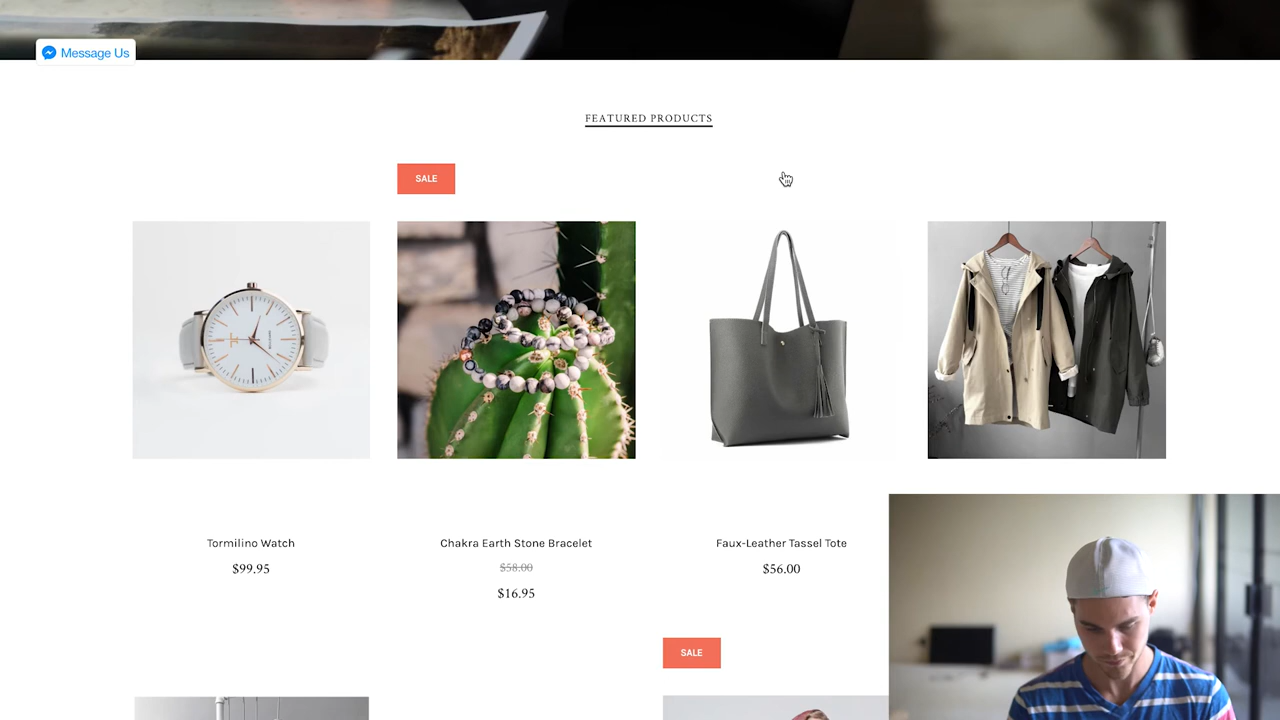 Message Us
FEATURED PRODUCTS
SALE
Tormilino Watch
$99.95
Chakra Earth Stone Bracelet
$58.00
$16.95
Faux-Leather Tassel Tote
$56.00
SALE